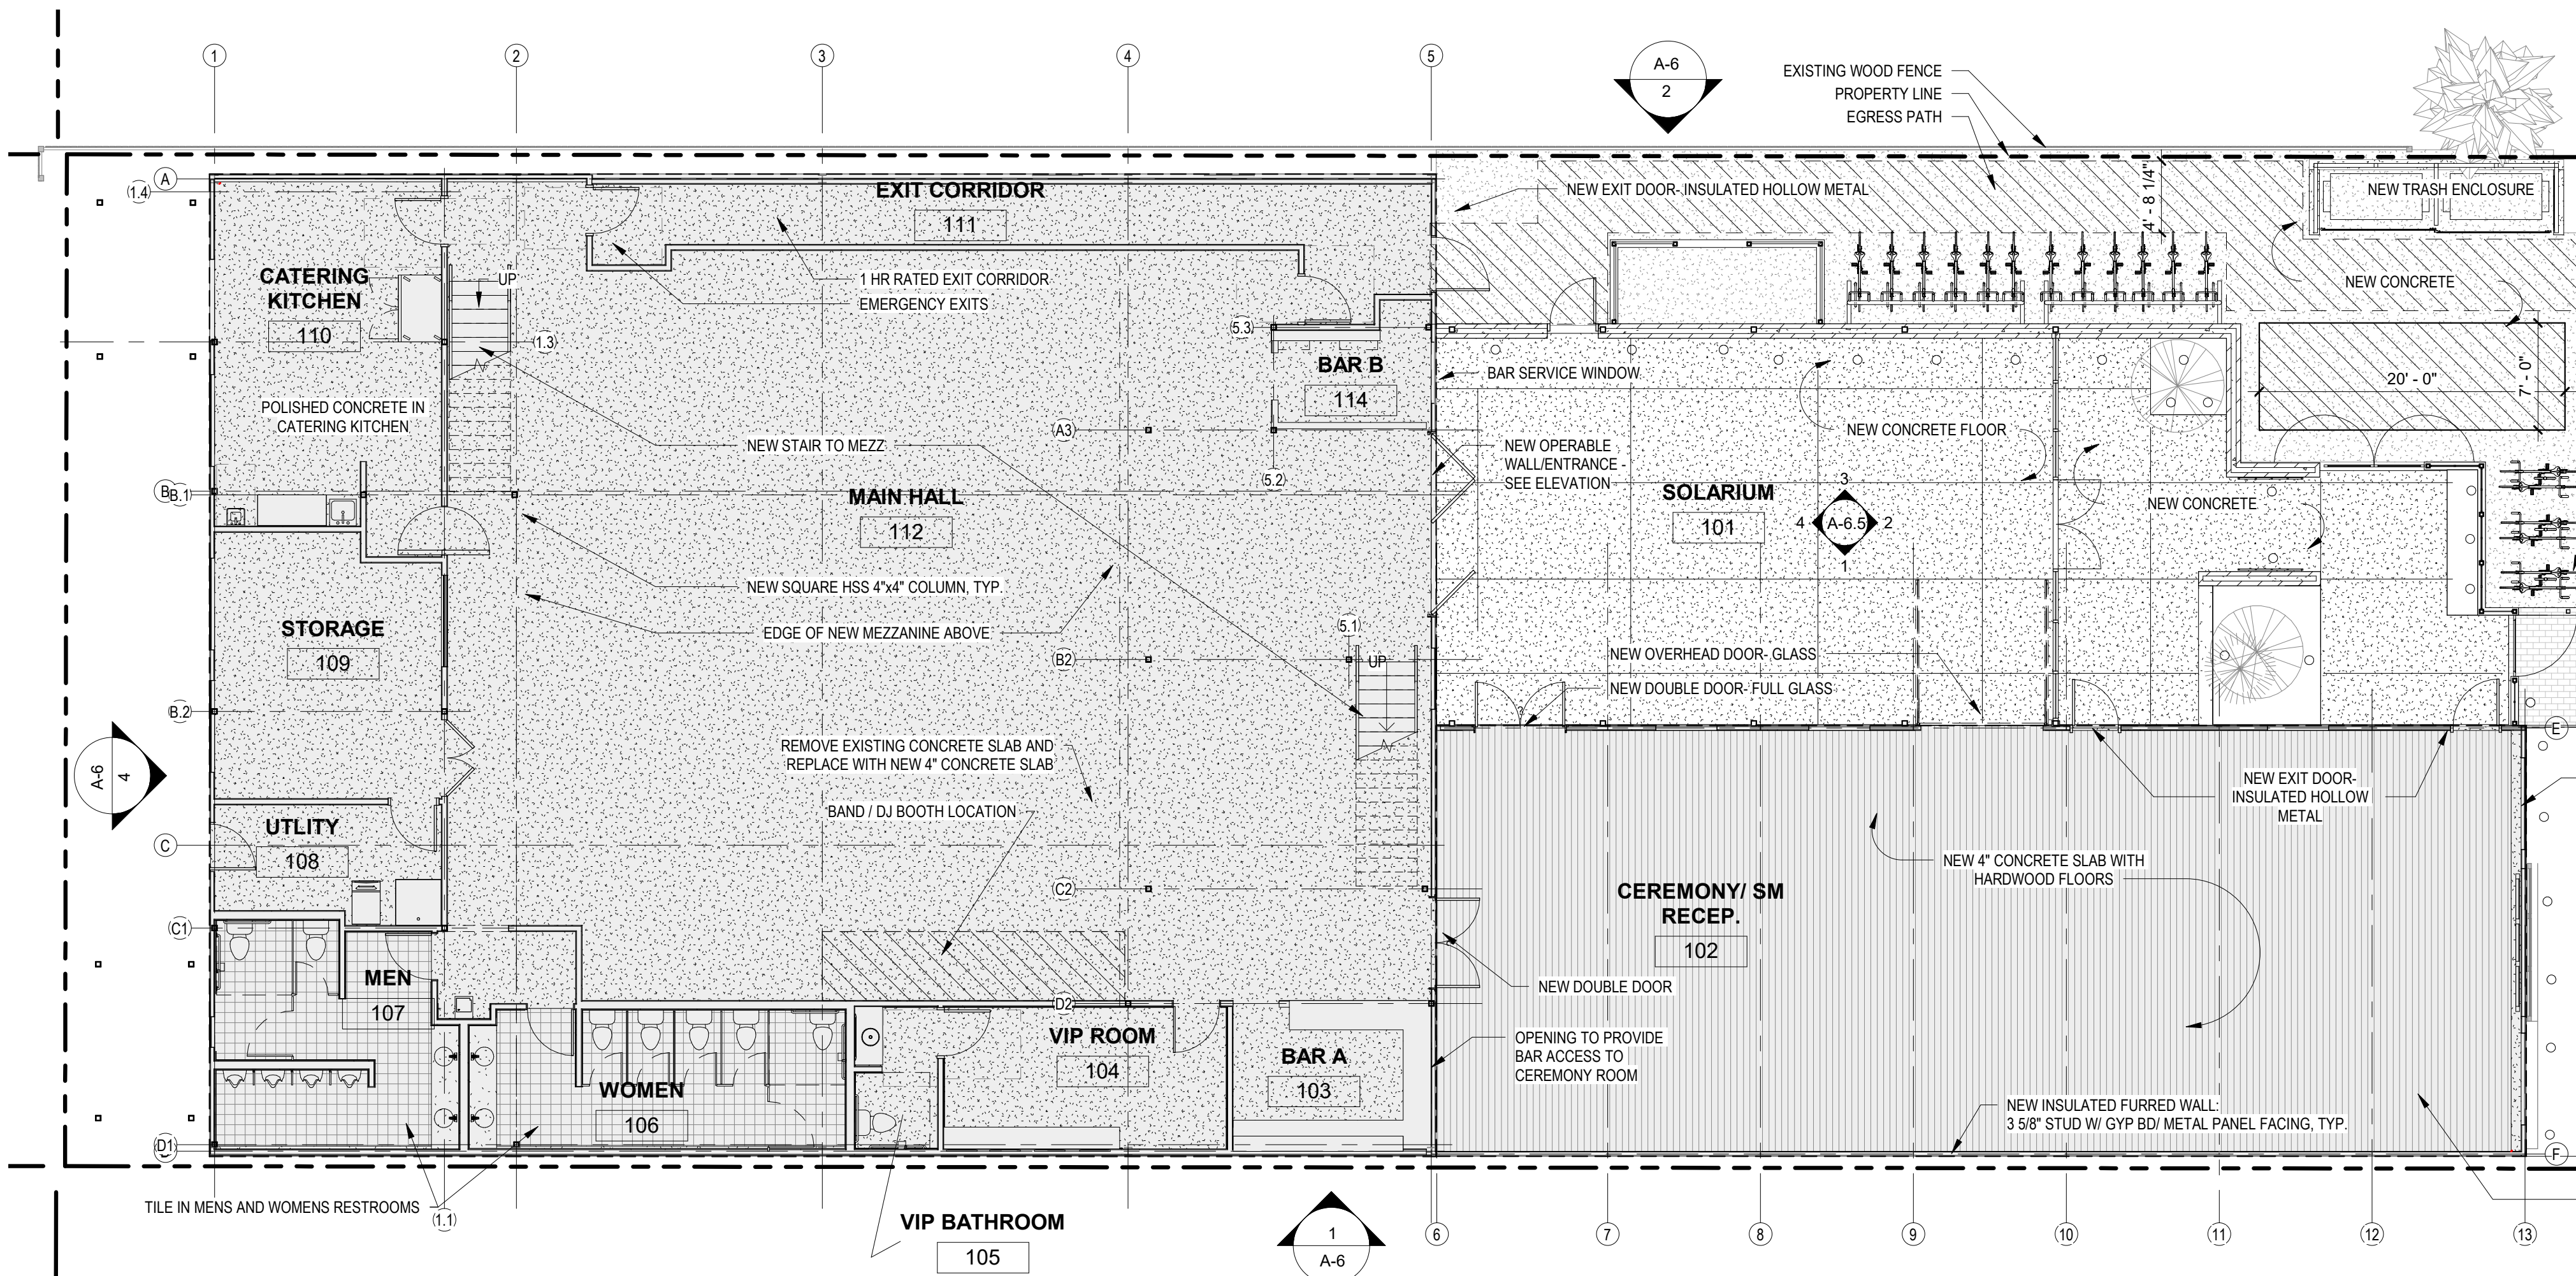 1
2
3
4
5
A-6
2
EXISTING WOOD FENCE
PROPERTY LINE
EGRESS PATH
A
(1.4)
EXIT CORRIDOR
111
NEW EXIT DOOR- INSULATED HOLLOW METAL
4' - 8 1/4"
NEW TRASH ENCLOSURE
CATERING
KITCHEN
110
UP
1 HR RATED EXIT CORRIDOR
EMERGENCY EXITS
NEW CONCRETE
(1.3)
5.3
BAR B
114
BAR SERVICE WINDOW
20' - 0"
7' - 0"
POLISHED CONCRETE IN
CATERING KITCHEN
A3
NEW STAIR TO MEZZ
NEW CONCRETE FLOOR
NEW OPERABLE
WALL/ENTRANCE -
SEE ELEVATION
B
B.1
MAIN HALL
112
(5.2)
SOLARIUM
101
3
4
A-6.5
2
1
NEW CONCRETE
NEW SQUARE HSS 4"x4" COLUMN, TYP.
STORAGE
109
EDGE OF NEW MEZZANINE ABOVE
5.1
B2
UP
NEW OVERHEAD DOOR- GLASS
NEW DOUBLE DOOR- FULL GLASS
B.2
?
E
A-6
4
REMOVE EXISTING CONCRETE SLAB AND
REPLACE WITH NEW 4" CONCRETE SLAB
BAND / DJ BOOTH LOCATION
NEW EXIT DOOR-
INSULATED HOLLOW
METAL
UTLITY
108
C
NEW 4" CONCRETE SLAB WITH
HARDWOOD FLOORS
C2
CEREMONY/ SM
RECEP.
102
C1
MEN
107
NEW DOUBLE DOOR
D2
VIP ROOM
104
BAR A
103
OPENING TO PROVIDE
BAR ACCESS TO
CEREMONY ROOM
WOMEN
106
NEW INSULATED FURRED WALL:
3 5/8" STUD W/ GYP BD/ METAL PANEL FACING, TYP.
D1
F
TILE IN MENS AND WOMENS RESTROOMS
(1.1)
VIP BATHROOM
105
1
A-6
6
7
8
9
10
11
12
13